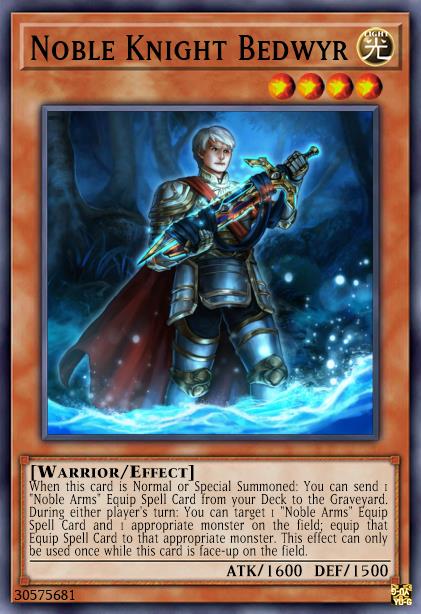 Noble Knight Bedwyr
LIGHT
光
[Warrior/Effect]
When this card is Normal or Special Summoned: You can send 1
"Noble Arms" Equip Spell Card from your Deck to the Graveyard.
During either player's turn: You can target 1 "Noble Arms" Equip
Spell Card and 1 appropriate monster on the field; equip that
Equip Spell Card to that appropriate monster. This effect can only
be used once while this card is face-up on the field.
ATK/1600 DEF/1500
30575681